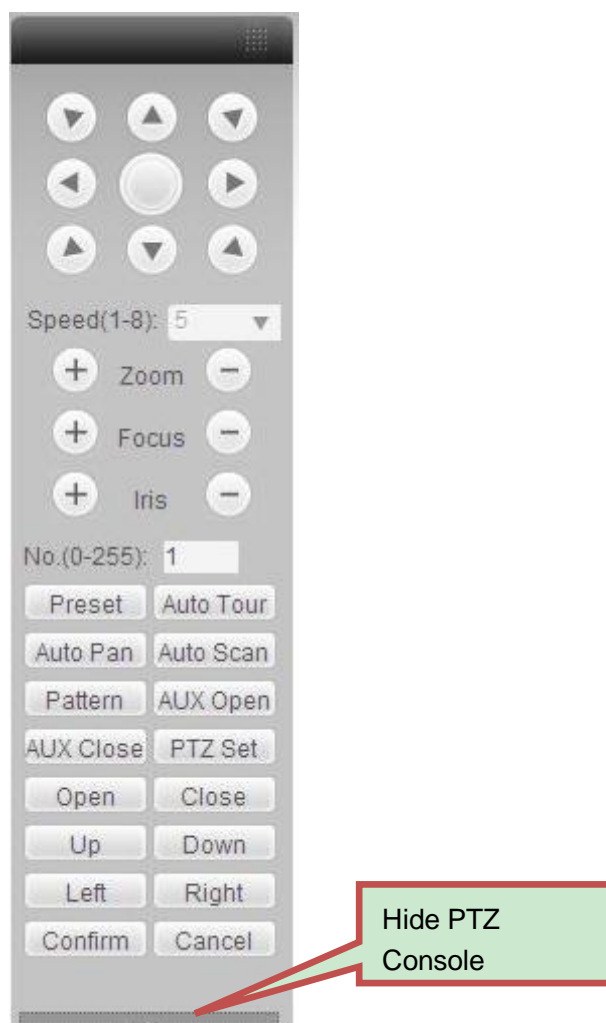 Speed(1-8): 5
+ Zoom −
+ Focus −
+ Iris −
No.(0-255): 1
Preset Auto Tour
Auto Pan Auto Scan
Pattern AUX Open
AUX Close PTZ Set
Open Close
Up Down
Left Right
Confirm Cancel
Hide PTZ
Console